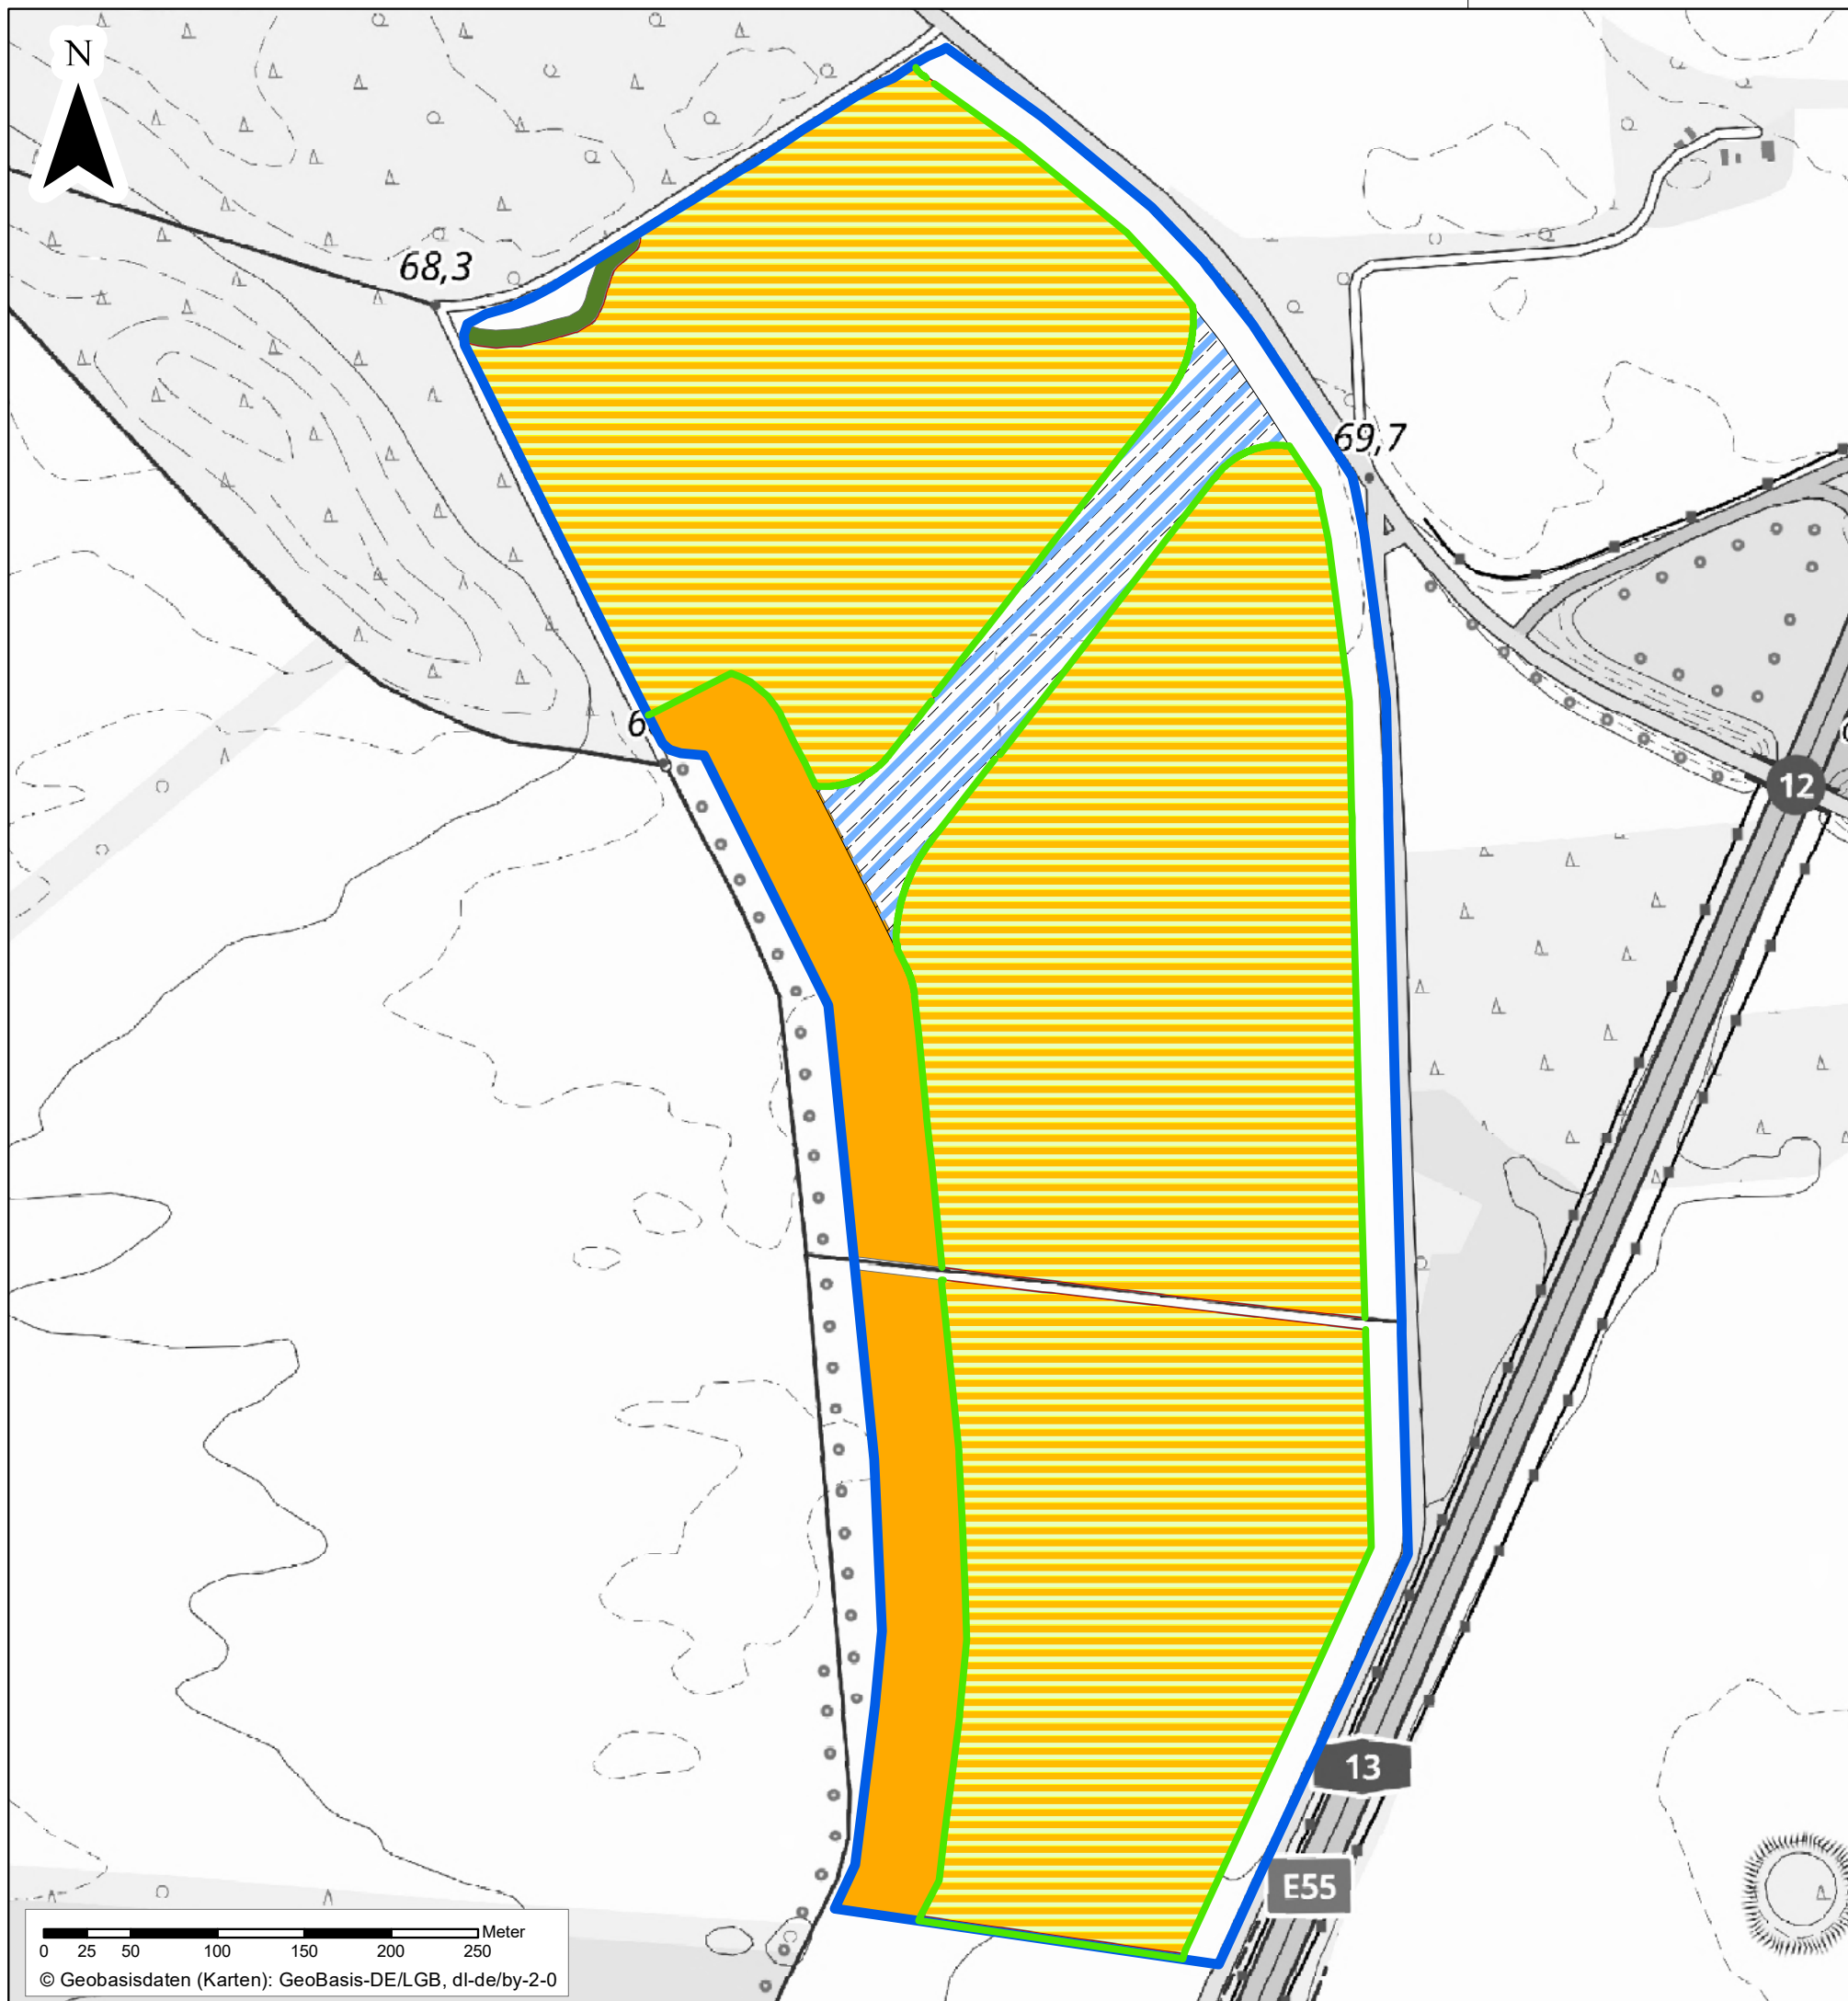 N
68,3
69,7
6
12
13
E55
Meter
0 25 50 100 150 200 250
© Geobasisdaten (Karten): GeoBasis-DE/LGB, dl-de/by-2-0